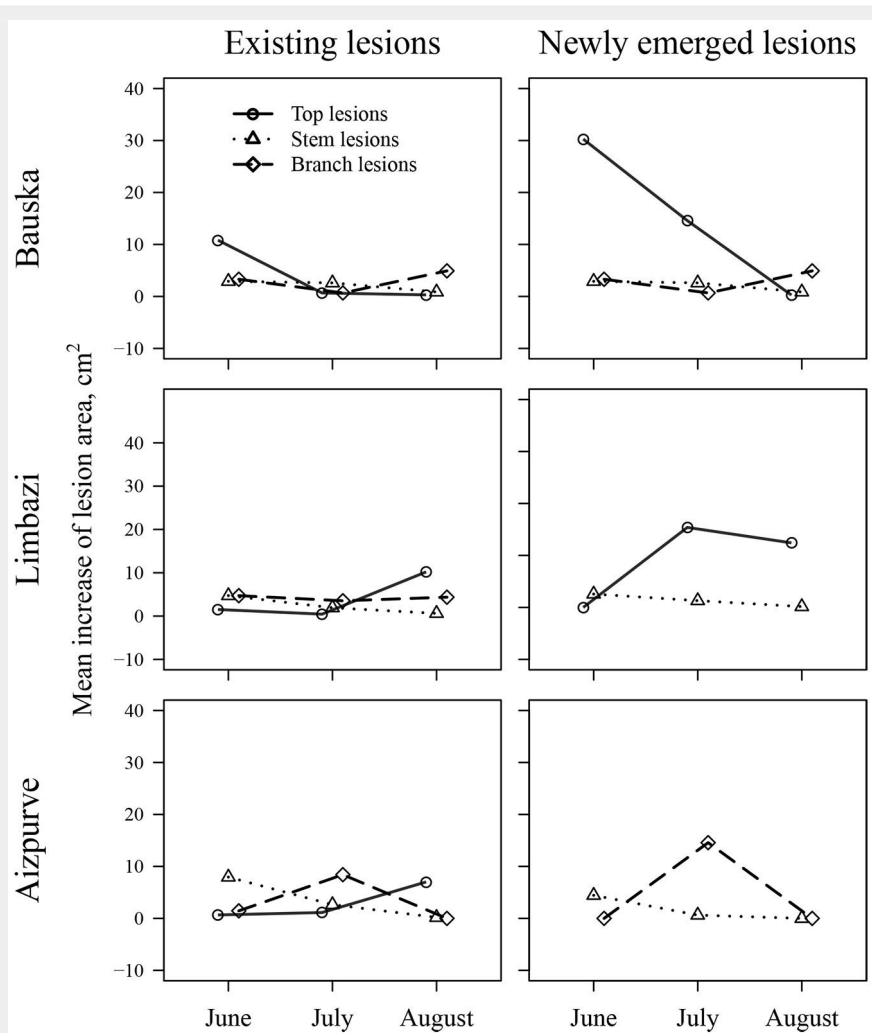 Existing lesions
Newly emerged lesions
Bauska
40
30
20
10
0
−10
Top lesions
Stem lesions
Branch lesions
Mean increase of lesion area, cm²
Limbazi
40
30
20
10
0
−10
Aizpurve
40
30
20
10
0
−10
June July August
June July August